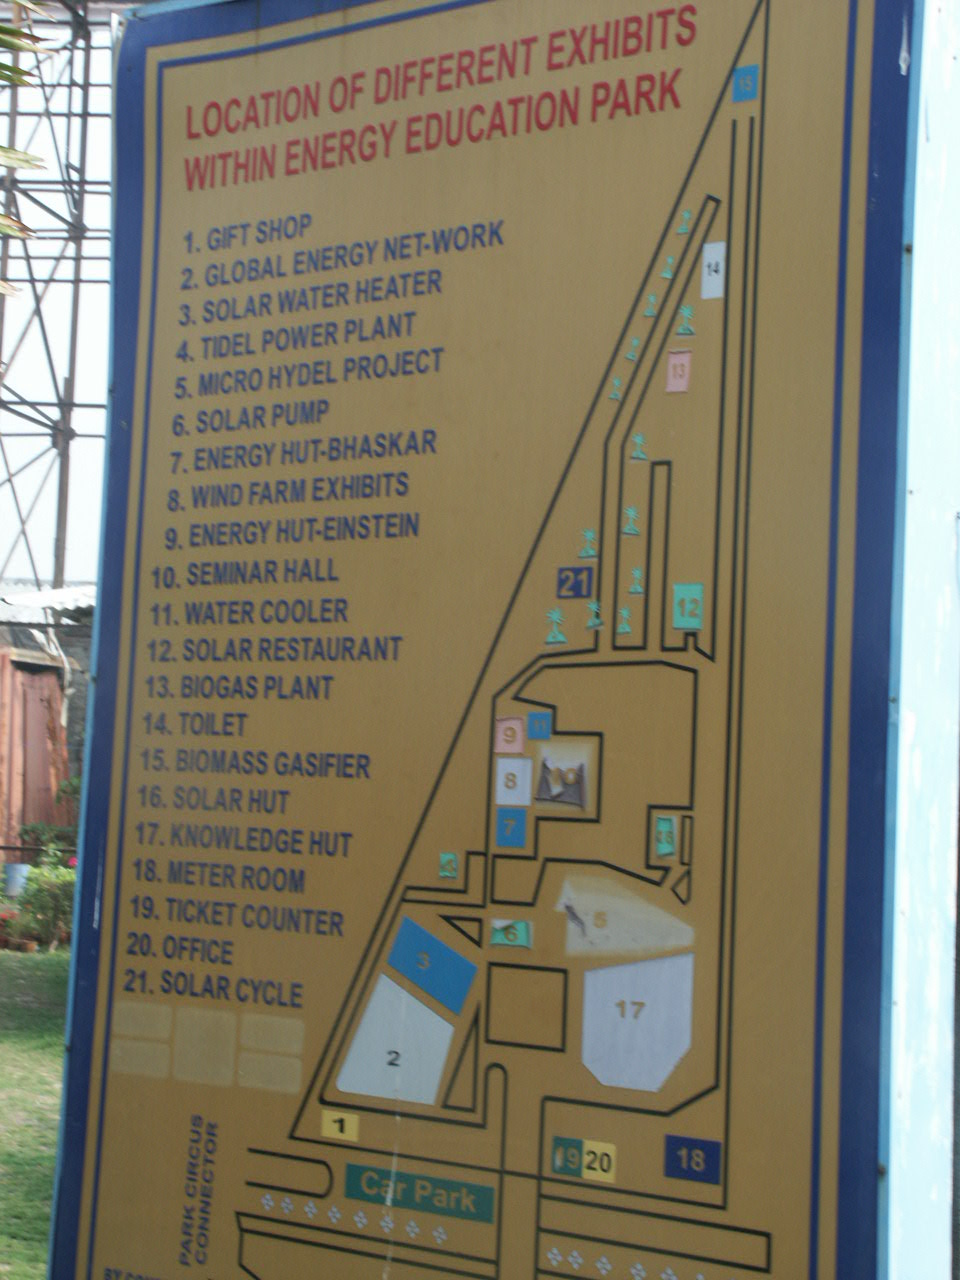 LOCATION OF DIFFERENT EXHIBITS
WITHIN ENERGY EDUCATION PARK
1. GIFT SHOP
2. GLOBAL ENERGY NET-WORK
3. SOLAR WATER HEATER
4. TIDEL POWER PLANT
5. MICRO HYDEL PROJECT
6. SOLAR PUMP
7. ENERGY HUT-BHASKAR
8. WIND FARM EXHIBITS
9. ENERGY HUT-EINSTEIN
10. SEMINAR HALL
11. WATER COOLER
12. SOLAR RESTAURANT
13. BIOGAS PLANT
14. TOILET
15. BIOMASS GASIFIER
16. SOLAR HUT
17. KNOWLEDGE HUT
18. METER ROOM
19. TICKET COUNTER
20. OFFICE
21. SOLAR CYCLE
15
14
13
21
12
9
11
8
10
7
5
6
3
17
2
1
19
20
18
Car Park
PARK CIRCUS
CONNECTOR